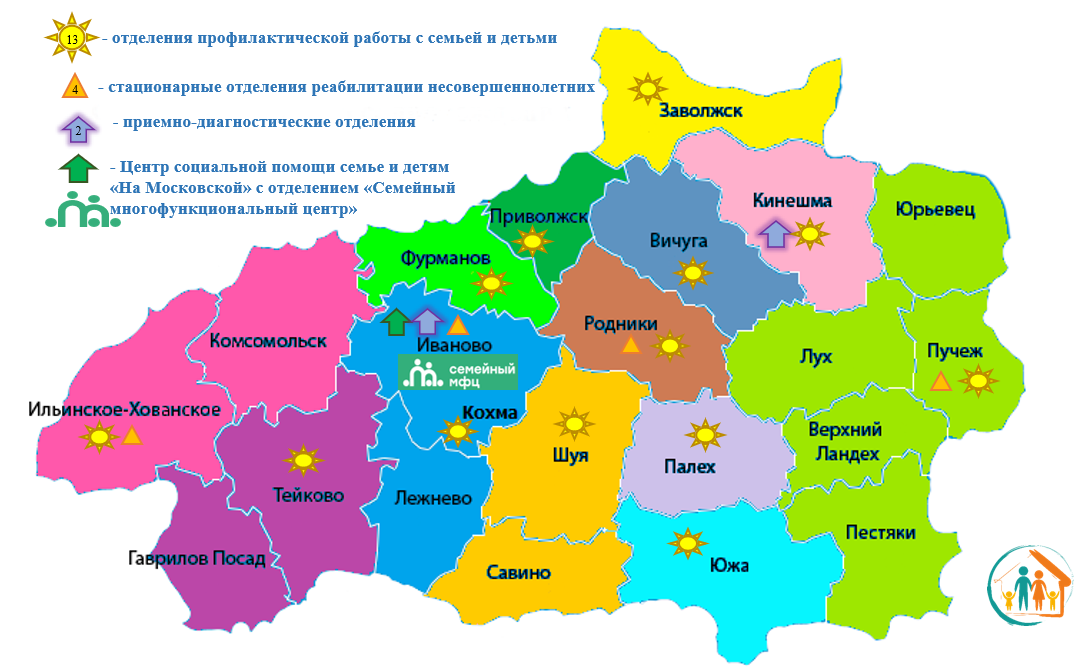 13 - отделения профилактической работы с семьей и детьми
4 - стационарные отделения реабилитации несовершеннолетних
2 - приемно-диагностические отделения
- Центр социальной помощи семье и детям
«На Московской» с отделением «Семейный
многофункциональный центр»
Заволжск
Кинешма
Юрьевец
Приволжск
Вичуга
Фурманов
Родники
Комсомольск
Иваново
семейный
мфц
Лух
Пучеж
Ильинское-Хованское
Кохма
Верхний
Ландех
Шуя
Палех
Тейково
Лежнево
Пестяки
Гаврилов Посад
Савино
Южа